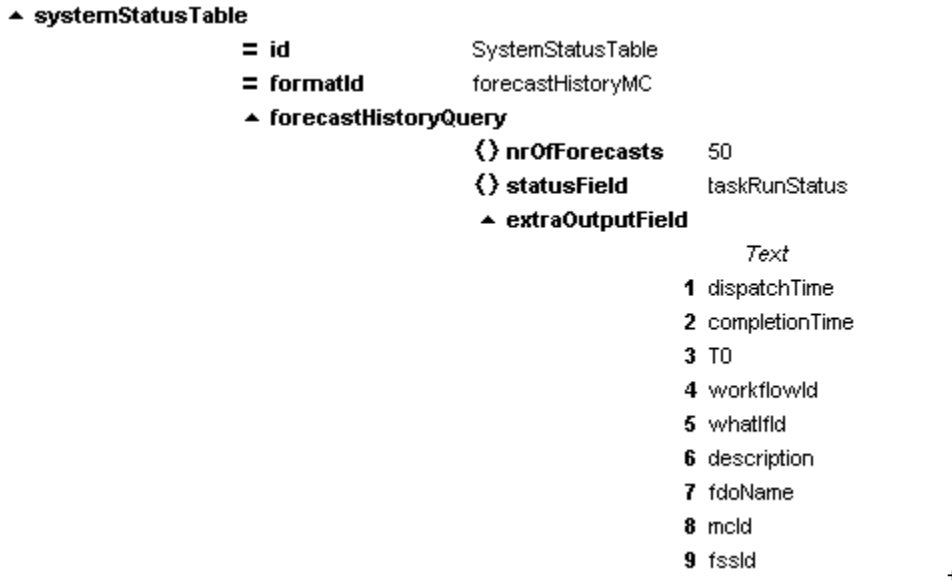 systemStatusTable
= id SystemStatusTable
= formatId forecastHistoryMC
forecastHistoryQuery
{} nrOfForecasts 50
{} statusField taskRunStatus
extraOutputField
Text
1 dispatchTime
2 completionTime
3 T0
4 workflowId
5 whatIfId
6 description
7 fdoName
8 mcId
9 fssId